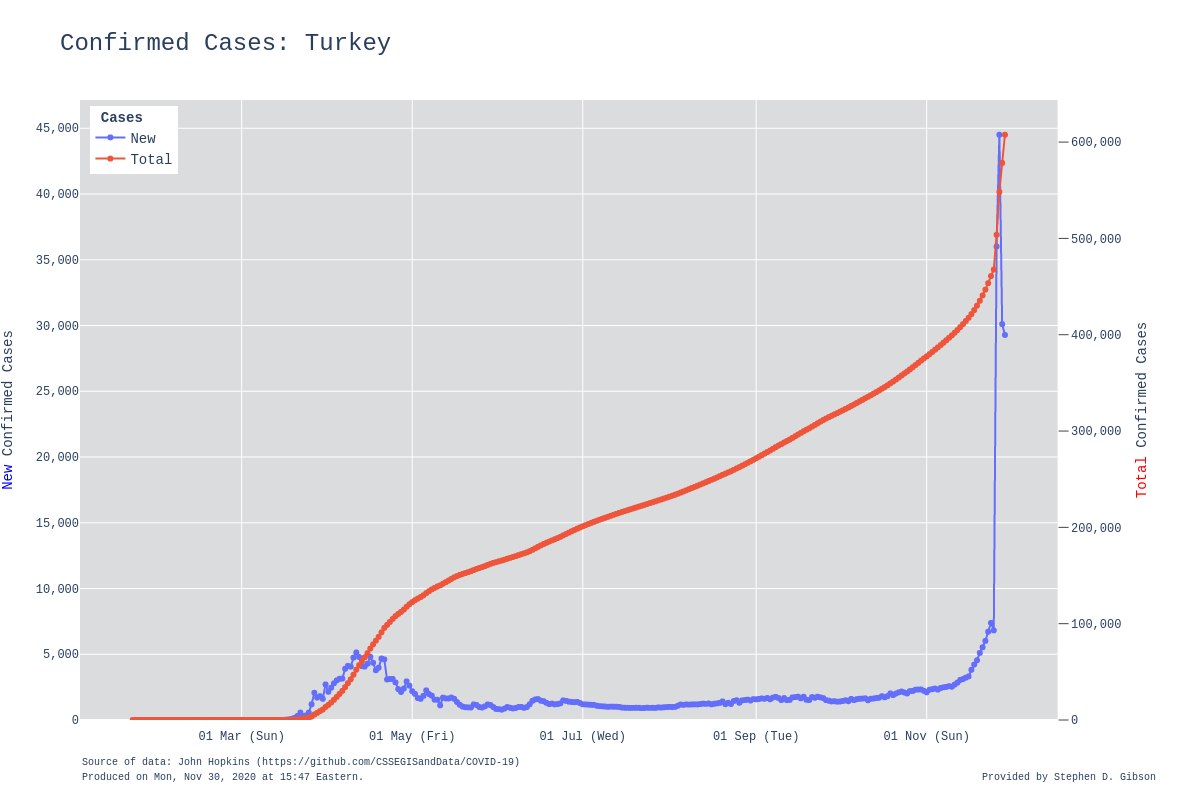 Confirmed Cases: Turkey
Cases
New
Total
45,000
40,000
35,000
30,000
25,000
20,000
15,000
10,000
5,000
0
New Confirmed Cases
600,000
500,000
400,000
300,000
200,000
100,000
0
Total Confirmed Cases
01 Mar (Sun)
01 May (Fri)
01 Jul (Wed)
01 Sep (Tue)
01 Nov (Sun)
Source of data: John Hopkins (https://github.com/CSSEGISandData/COVID-19)
Produced on Mon, Nov 30, 2020 at 15:47 Eastern.
Provided by Stephen D. Gibson